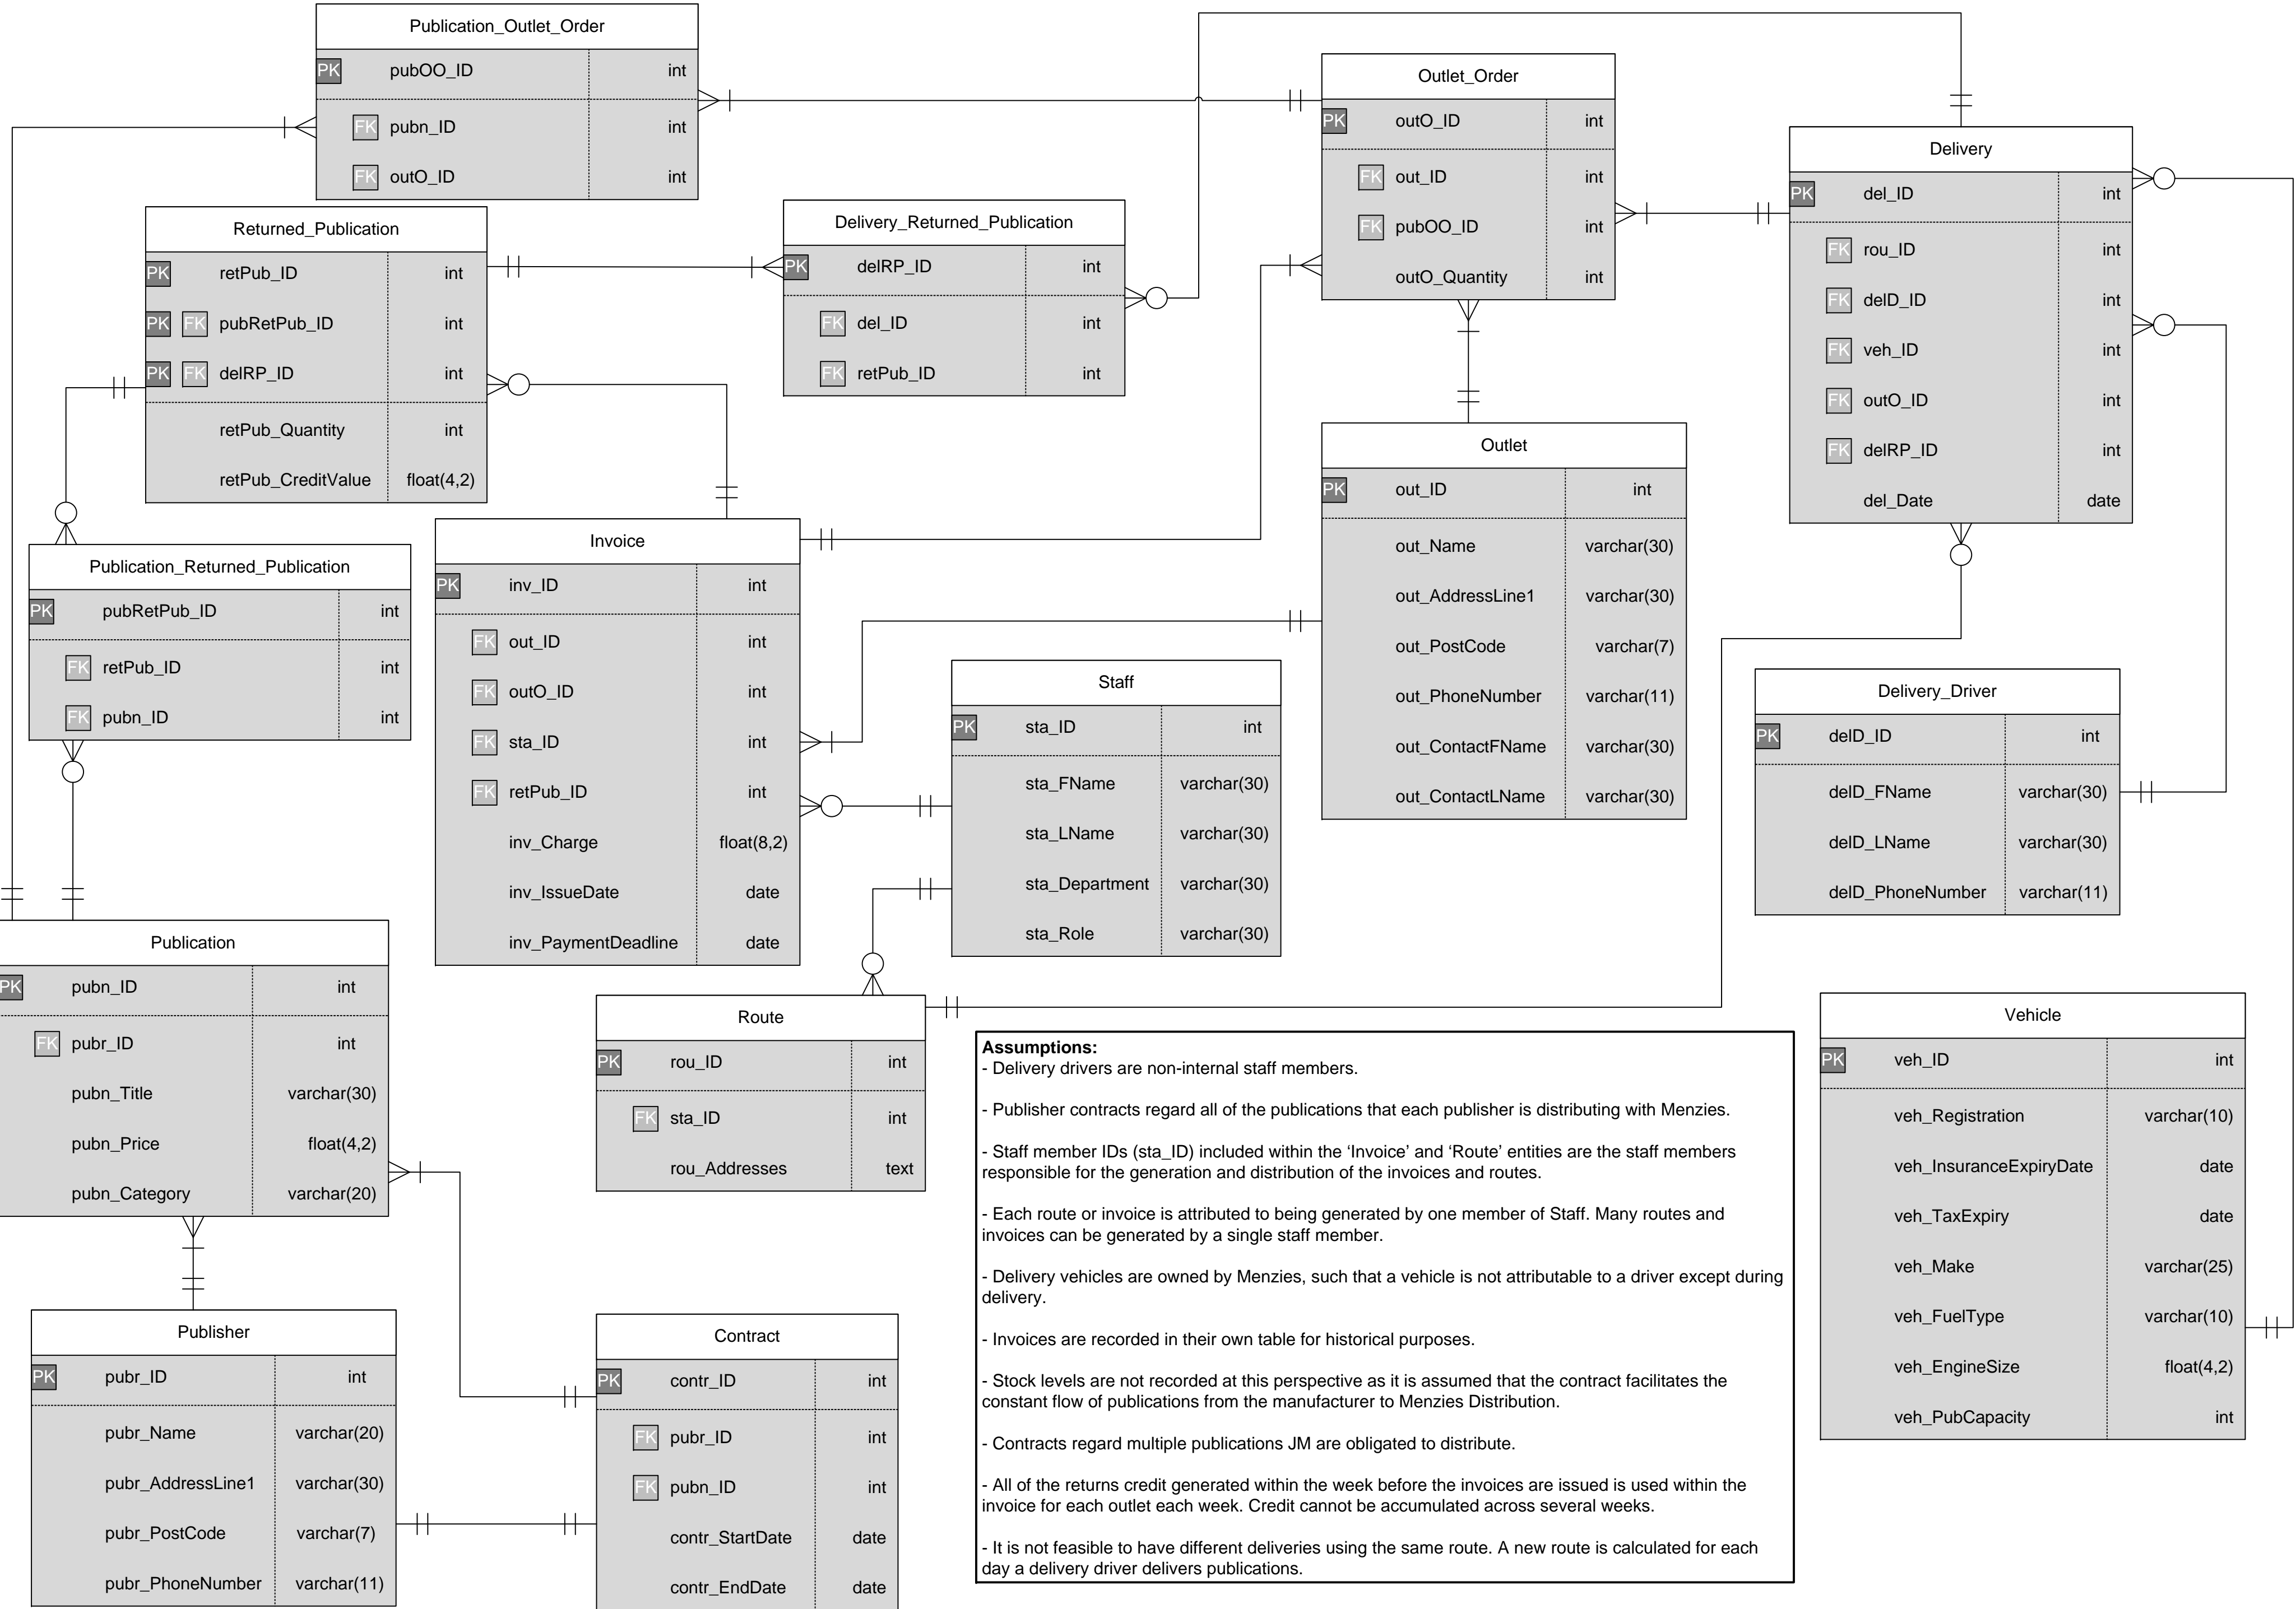 Publication_Outlet_Order
PK pubOO_ID int
FK pubn_ID int
FK outO_ID int
Outlet_Order
PK outO_ID int
FK out_ID int
FK pubOO_ID int
outO_Quantity int
Delivery
PK del_ID int
FK rou_ID int
FK delD_ID int
FK veh_ID int
FK outO_ID int
FK delRP_ID int
del_Date date
Returned_Publication
PK retPub_ID int
PK FK pubRetPub_ID int
PK FK delRP_ID int
retPub_Quantity int
retPub_CreditValue float(4,2)
Delivery_Returned_Publication
PK delRP_ID int
FK del_ID int
FK retPub_ID int
Outlet
PK out_ID int
out_Name varchar(30)
out_AddressLine1 varchar(30)
out_PostCode varchar(7)
out_PhoneNumber varchar(11)
out_ContactFName varchar(30)
out_ContactLName varchar(30)
Publication_Returned_Publication
PK pubRetPub_ID int
FK retPub_ID int
FK pubn_ID int
Invoice
PK inv_ID int
FK out_ID int
FK outO_ID int
FK sta_ID int
FK retPub_ID int
inv_Charge float(8,2)
inv_IssueDate date
inv_PaymentDeadline date
Staff
PK sta_ID int
sta_FName varchar(30)
sta_LName varchar(30)
sta_Department varchar(30)
sta_Role varchar(30)
Delivery_Driver
PK delD_ID int
delD_FName varchar(30)
delD_LName varchar(30)
delD_PhoneNumber varchar(11)
Publication
PK pubn_ID int
FK pubr_ID int
pubn_Title varchar(30)
pubn_Price float(4,2)
pubn_Category varchar(20)
Route
PK rou_ID int
FK sta_ID int
rou_Addresses text
Vehicle
PK veh_ID int
veh_Registration varchar(10)
veh_InsuranceExpiryDate date
veh_TaxExpiry date
veh_Make varchar(25)
veh_FuelType varchar(10)
veh_EngineSize float(4,2)
veh_PubCapacity int
Publisher
PK pubr_ID int
pubr_Name varchar(20)
pubr_AddressLine1 varchar(30)
pubr_PostCode varchar(7)
pubr_PhoneNumber varchar(11)
Contract
PK contr_ID int
FK pubr_ID int
FK pubn_ID int
contr_StartDate date
contr_EndDate date
Assumptions:
- Delivery drivers are non-internal staff members.
- Publisher contracts regard all of the publications that each publisher is distributing with Menzies.
- Staff member IDs (sta_ID) included within the ‘Invoice’ and ‘Route’ entities are the staff members
responsible for the generation and distribution of the invoices and routes.
- Each route or invoice is attributed to being generated by one member of Staff. Many routes and
invoices can be generated by a single staff member.
- Delivery vehicles are owned by Menzies, such that a vehicle is not attributable to a driver except during
delivery.
- Invoices are recorded in their own table for historical purposes.
- Stock levels are not recorded at this perspective as it is assumed that the contract facilitates the
constant flow of publications from the manufacturer to Menzies Distribution.
- Contracts regard multiple publications JM are obligated to distribute.
- All of the returns credit generated within the week before the invoices are issued is used within the
invoice for each outlet each week. Credit cannot be accumulated across several weeks.
- It is not feasible to have different deliveries using the same route. A new route is calculated for each
day a delivery driver delivers publications.